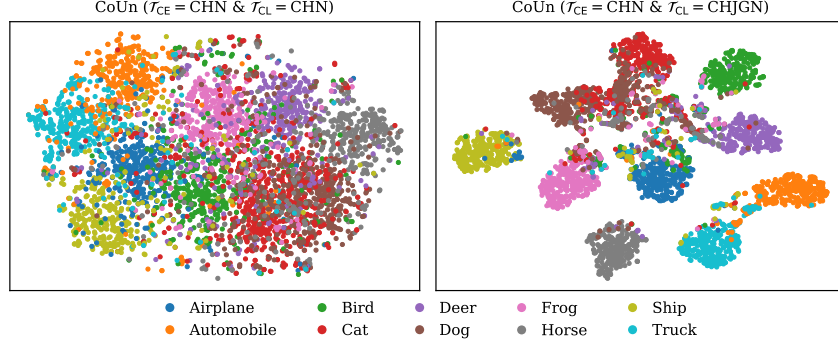 CoUn (𝒯CE = CHN & 𝒯CL = CHN)
CoUn (𝒯CE = CHN & 𝒯CL = CHJGN)
Airplane Bird Deer Frog Ship
Automobile Cat Dog Horse Truck